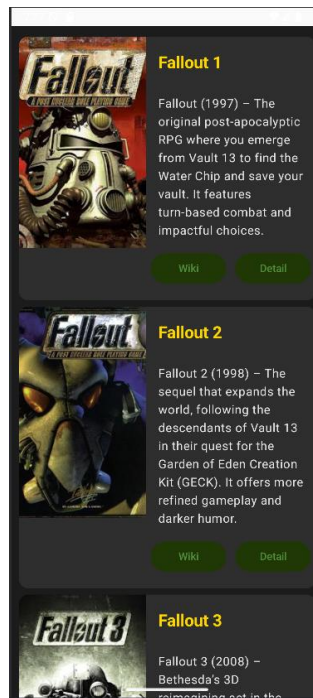 Fallout
A POST NUCLEAR ROLE PLAYING GAME
Fallout 1
Fallout (1997) – The
original post-apocalyptic
RPG where you emerge
from Vault 13 to find the
Water Chip and save your
vault. It features
turn-based combat and
impactful choices.
Wiki
Detail
Fallout
A POST NUCLEAR ROLE PLAYING GAME
Fallout 2
Fallout 2 (1998) – The
sequel that expands the
world, following the
descendants of Vault 13
in their quest for the
Garden of Eden Creation
Kit (GECK). It offers more
refined gameplay and
darker humor.
Wiki
Detail
Fallout 3
Fallout 3
Fallout 3 (2008) –
Bethesda's 3D
reimagining set in the